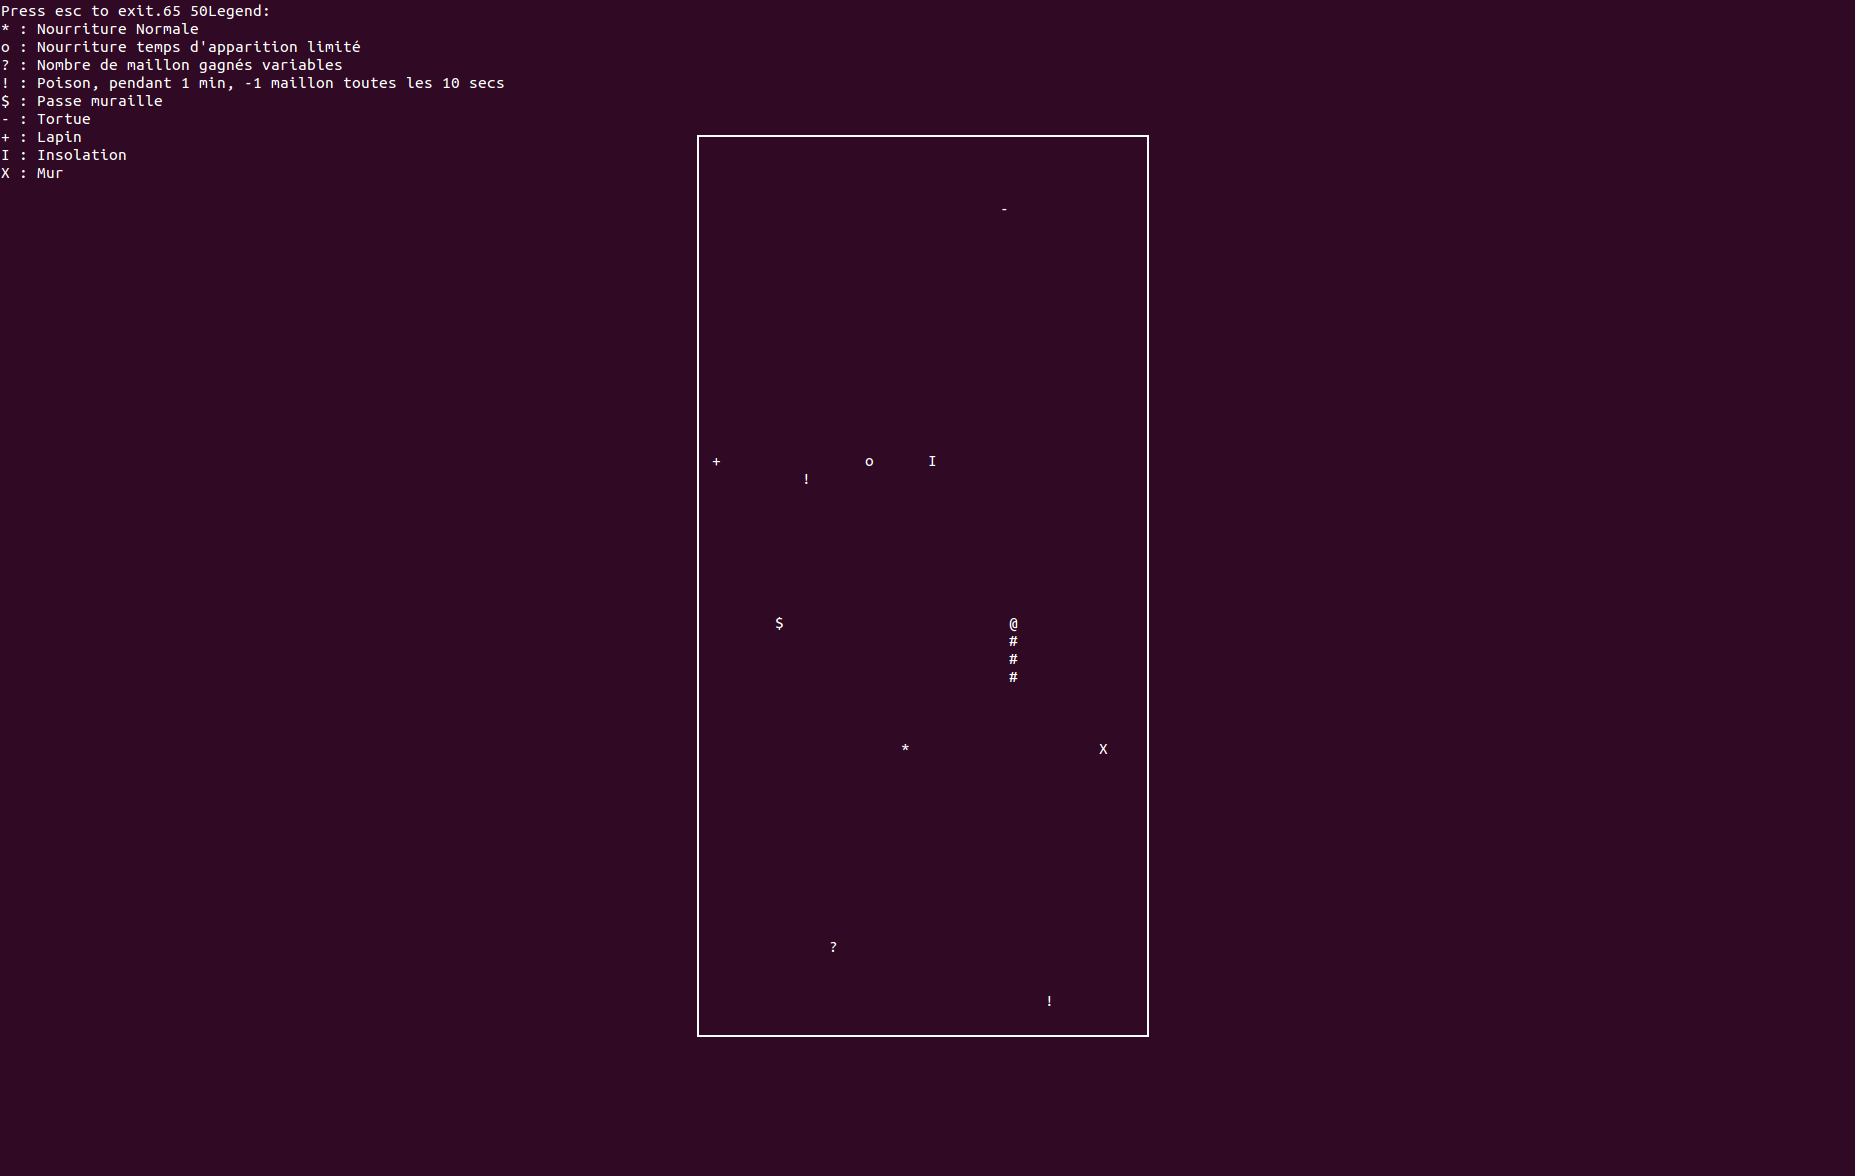 Press esc to exit.65 50Legend:
* : Nourriture Normale
o : Nourriture temps d'apparition limité
? : Nombre de maillon gagnés variables
! : Poison, pendant 1 min, -1 maillon toutes les 10 secs
$ : Passe muraille
- : Tortue
+ : Lapin
I : Insolation
X : Mur
-
+ o I
!
$ @
#
#
#
* X
?
!